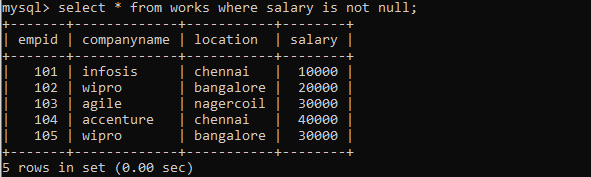 mysql> select * from works where salary is not null;
+-------+-------------+-----------+--------+
| empid | companyname | location  | salary |
+-------+-------------+-----------+--------+
|   101 | infosis     | chennai   |  10000 |
|   102 | wipro       | bangalore |  20000 |
|   103 | agile       | nagercoil |  30000 |
|   104 | accenture   | chennai   |  40000 |
|   105 | wipro       | bangalore |  30000 |
+-------+-------------+-----------+--------+
5 rows in set (0.00 sec)